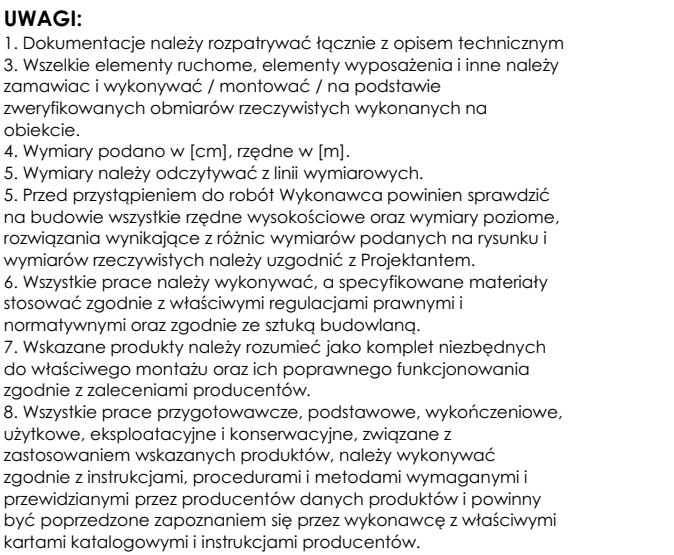 UWAGI:
1. Dokumentacje należy rozpatrywać łącznie z opisem technicznym
3. Wszelkie elementy ruchome, elementy wyposażenia i inne należy
zamawiac i wykonywać / montować / na podstawie
zweryfikowanych obmiarów rzeczywistych wykonanych na
obiekcie.
4. Wymiary podano w [cm], rzędne w [m].
5. Wymiary należy odczytywać z linii wymiarowych.
5. Przed przystąpieniem do robót Wykonawca powinien sprawdzić
na budowie wszystkie rzędne wysokościowe oraz wymiary poziome,
rozwiązania wynikające z różnic wymiarów podanych na rysunku i
wymiarów rzeczywistych należy uzgodnić z Projektantem.
6. Wszystkie prace należy wykonywać, a specyfikowane materiały
stosować zgodnie z właściwymi regulacjami prawnymi i
normatywnymi oraz zgodnie ze sztuką budowlaną.
7. Wskazane produkty należy rozumieć jako komplet niezbędnych
do właściwego montażu oraz ich poprawnego funkcjonowania
zgodnie z zaleceniami producentów.
8. Wszystkie prace przygotowawcze, podstawowe, wykończeniowe,
użytkowe, eksploatacyjne i konserwacyjne, związane z
zastosowaniem wskazanych produktów, należy wykonywać
zgodnie z instrukcjami, procedurami i metodami wymaganymi i
przewidzianymi przez producentów danych produktów i powinny
być poprzedzone zapoznaniem się przez wykonawcę z właściwymi
kartami katalogowymi i instrukcjami producentów.